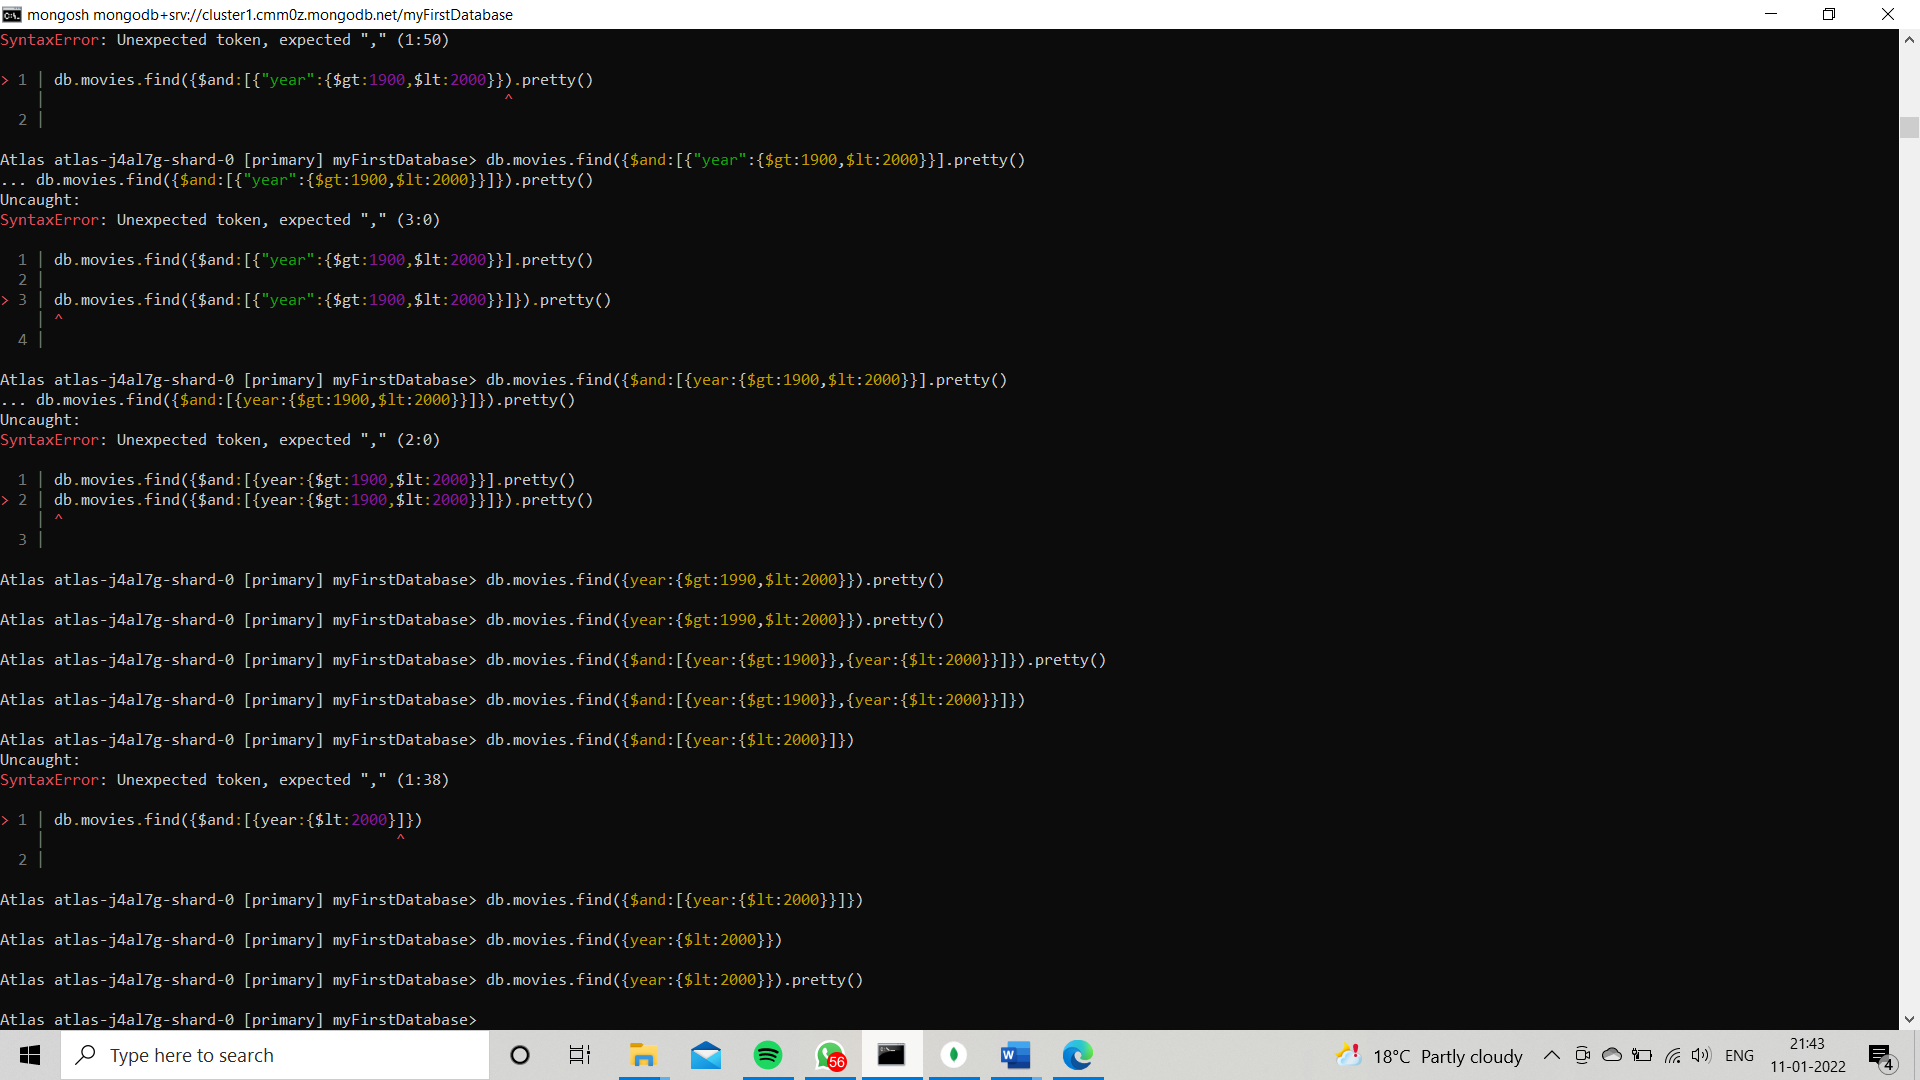 mongosh mongodb+srv://cluster1.cmm0z.mongodb.net/myFirstDatabase
SyntaxError: Unexpected token, expected "," (1:50)
> 1 | db.movies.find({$and:[{"year":{$gt:1900,$lt:2000}}).pretty()
| ^
2 |
Atlas atlas-j4al7g-shard-0 [primary] myFirstDatabase> db.movies.find({$and:[{"year":{$gt:1900,$lt:2000}}].pretty()
... db.movies.find({$and:[{"year":{$gt:1900,$lt:2000}}]}).pretty()
Uncaught:
SyntaxError: Unexpected token, expected "," (3:0)
1 | db.movies.find({$and:[{"year":{$gt:1900,$lt:2000}}].pretty()
2 |
> 3 | db.movies.find({$and:[{"year":{$gt:1900,$lt:2000}}]}).pretty()
| ^
4 |
Atlas atlas-j4al7g-shard-0 [primary] myFirstDatabase> db.movies.find({$and:[{year:{$gt:1900,$lt:2000}}].pretty()
... db.movies.find({$and:[{year:{$gt:1900,$lt:2000}}]}).pretty()
Uncaught:
SyntaxError: Unexpected token, expected "," (2:0)
1 | db.movies.find({$and:[{year:{$gt:1900,$lt:2000}}].pretty()
> 2 | db.movies.find({$and:[{year:{$gt:1900,$lt:2000}}]}).pretty()
| ^
3 |
Atlas atlas-j4al7g-shard-0 [primary] myFirstDatabase> db.movies.find({year:{$gt:1990,$lt:2000}}).pretty()
Atlas atlas-j4al7g-shard-0 [primary] myFirstDatabase> db.movies.find({year:{$gt:1990,$lt:2000}}).pretty()
Atlas atlas-j4al7g-shard-0 [primary] myFirstDatabase> db.movies.find({$and:[{year:{$gt:1900}},{year:{$lt:2000}}]}).pretty()
Atlas atlas-j4al7g-shard-0 [primary] myFirstDatabase> db.movies.find({$and:[{year:{$gt:1900}},{year:{$lt:2000}}]})
Atlas atlas-j4al7g-shard-0 [primary] myFirstDatabase> db.movies.find({$and:[{year:{$lt:2000}]})
Uncaught:
SyntaxError: Unexpected token, expected "," (1:38)
> 1 | db.movies.find({$and:[{year:{$lt:2000}]})
| ^
2 |
Atlas atlas-j4al7g-shard-0 [primary] myFirstDatabase> db.movies.find({$and:[{year:{$lt:2000}}]})
Atlas atlas-j4al7g-shard-0 [primary] myFirstDatabase> db.movies.find({year:{$lt:2000}})
Atlas atlas-j4al7g-shard-0 [primary] myFirstDatabase> db.movies.find({year:{$lt:2000}}).pretty()
Atlas atlas-j4al7g-shard-0 [primary] myFirstDatabase>
Type here to search
56
18°C Partly cloudy
ENG
21:43
11-01-2022
4